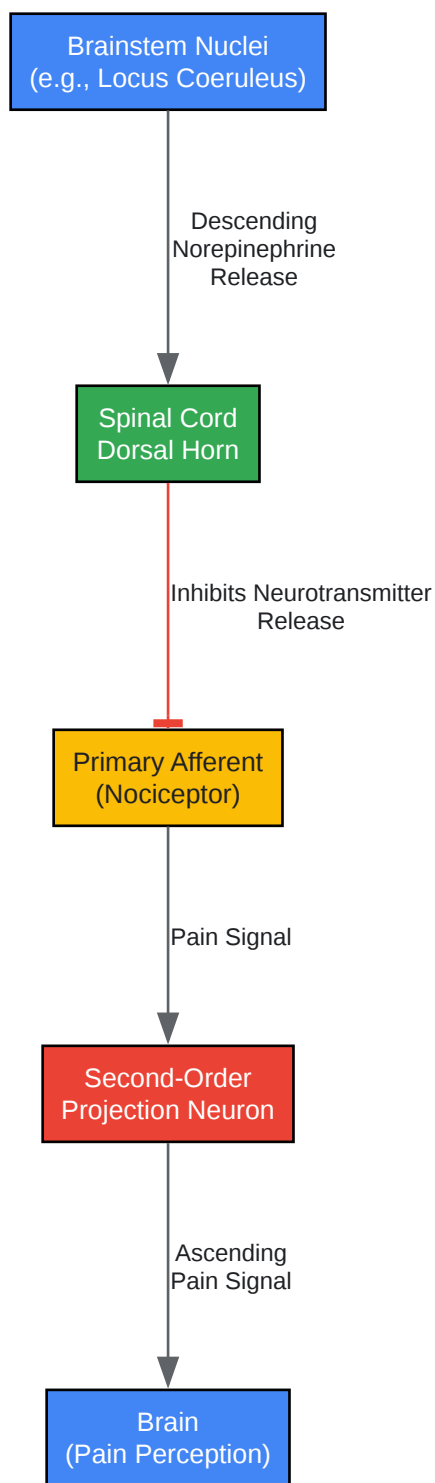 Brainstem Nuclei
(e.g., Locus Coeruleus)
Descending
Norepinephrine
Release
Spinal Cord
Dorsal Horn
Inhibits Neurotransmitter
Release
Primary Afferent
(Nociceptor)
Pain Signal
Second-Order
Projection Neuron
Ascending
Pain Signal
Brain
(Pain Perception)